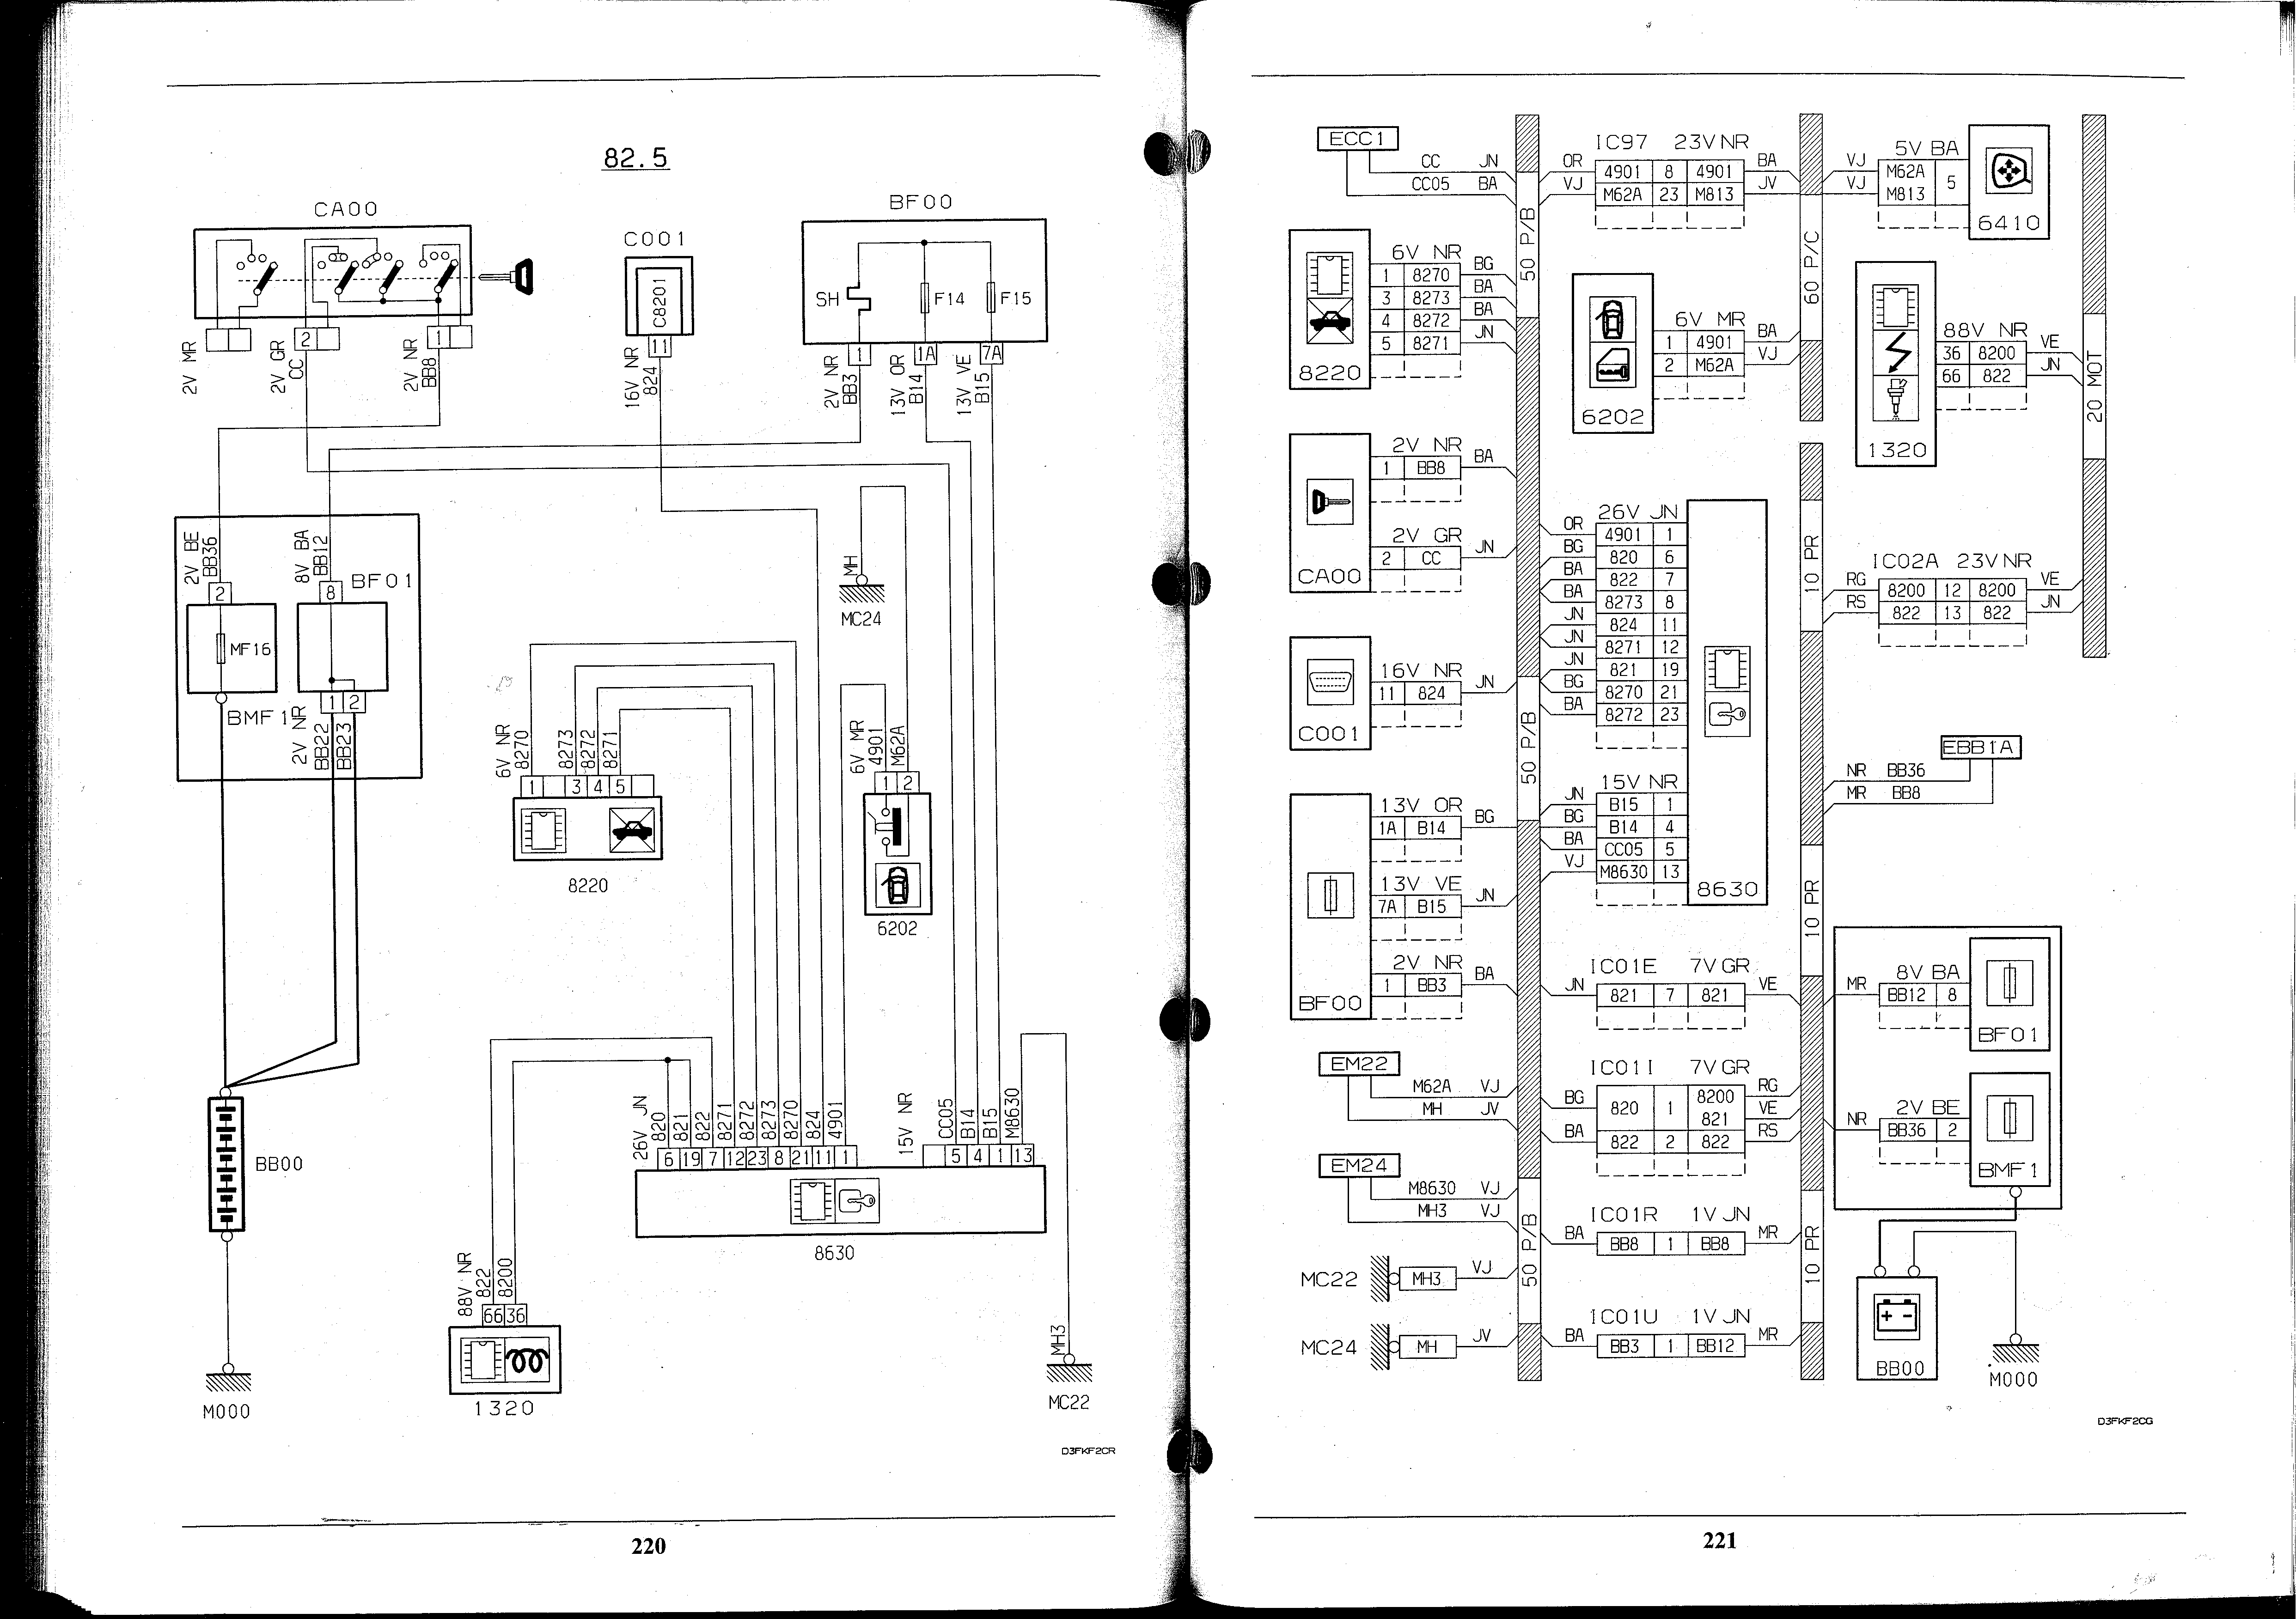 82.5
CA00
C001
BF00
C8201
SH
F14
F15
2
1
11
1
1A
7A
2V MR
2V GR
CC
2V NR
BB8
16V NR
824
2V NR
BB3
13V OR
B14
13V VE
B15
2V BE
BB36
8V BA
BB12
BF01
2
8
MF16
BMF1
1 2
2V NR
BB22
BB23
MH
MC24
6V NR
8270
8273
8272
8271
1 3 4 5
8220
6V MR
4901
M62A
1 2
6202
BB00
M000
26V JN
820
821
822
8271
8272
8273
8270
824
4901
15V NR
CC05
B14
B15
M8630
6 19 7 12 23 8 21 11 1
5 4 1 13
8630
88V NR
822
8200
66 36
1320
MH3
MC22
D3FKF2CR
220
ECC1
CC JN
CC05 BA
50 P/B
8220
6V NR
1 8270 BG
3 8273 BA
4 8272 BA
5 8271 JN
CA00
2V NR
1 BB8 BA
2V GR
2 CC JN
C001
16V NR
11 824 JN
50 P/B
BF00
13V OR
1A B14 BG
13V VE
7A B15 JN
2V NR
1 BB3 BA
EM22
M62A VJ
MH JV
EM24
M8630 VJ
MH3 VJ
50 P/B
MC22 MH3 VJ
MC24 MH JV
IC97 23V NR
OR 4901 8 4901 BA
VJ M62A 23 M813 JV
60 P/C
6202
6V MR
1 4901 BA
2 M62A VJ
26V JN
OR 4901 1
BG 820 6
BA 822 7
BA 8273 8
JN 824 11
JN 8271 12
JN 821 19
BG 8270 21
BA 8272 23
15V NR
JN B15 1
BG B14 4
BA CC05 5
VJ M8630 13
8630
IC01E 7V GR
JN 821 7 821 VE
IC01I 7V GR
BG 820 1 8200 RG
821 VE
BA 822 2 822 RS
IC01R 1V JN
BA BB8 1 BB8 MR
IC01U 1V JN
BA BB3 1 BB12 MR
10 PR
10 PR
10 PR
5V BA
VJ M62A
VJ M813
5
6410
1320
88V NR
36 8200 VE
66 822 JN
20 MOT
IC02A 23V NR
RG 8200 12 8200 VE
RS 822 13 822 JN
EBB1A
NR BB36
MR BB8
8V BA
MR BB12 8
BF01
2V BE
NR BB36 2
BMF1
BB00
M000
D3FKF2CG
221